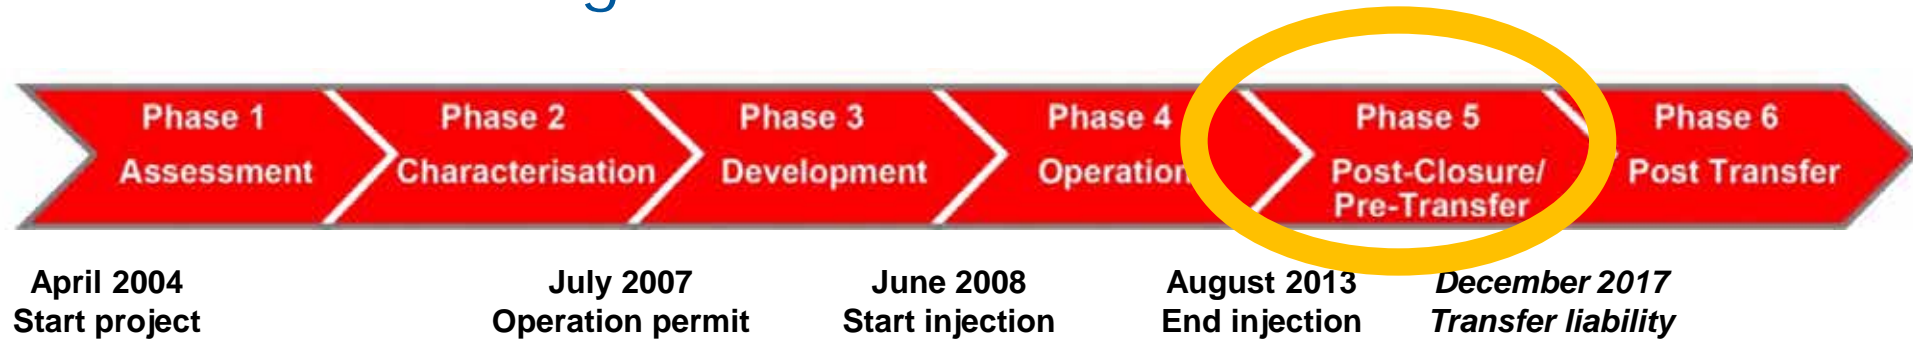 Phase 1
Assessment
Phase 2
Characterisation
Phase 3
Development
Phase 4
Operation
Phase 5
Post-Closure/
Pre-Transfer
Phase 6
Post Transfer
April 2004
Start project
July 2007
Operation permit
June 2008
Start injection
August 2013
End injection
December 2017
Transfer liability